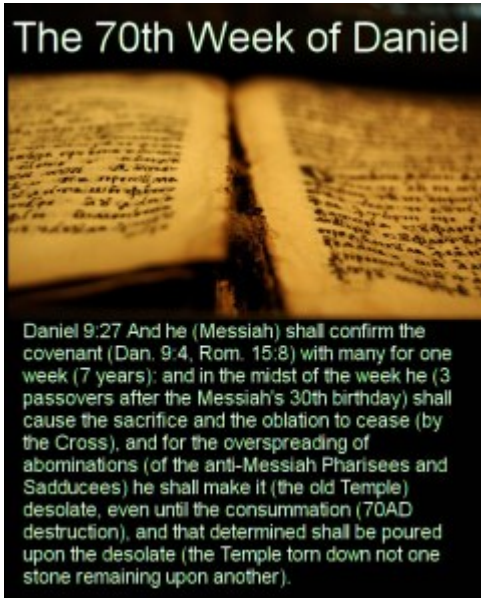 The 70th Week of Daniel
Daniel 9:27 And he (Messiah) shall confirm the
covenant (Dan. 9:4, Rom. 15:8) with many for one
week (7 years): and in the midst of the week he (3
passovers after the Messiah's 30th birthday) shall
cause the sacrifice and the oblation to cease (by
the Cross), and for the overspreading of
abominations (of the anti-Messiah Pharisees and
Sadducees) he shall make it (the old Temple)
desolate, even until the consummation (70AD
destruction), and that determined shall be poured
upon the desolate (the Temple torn down not one
stone remaining upon another).